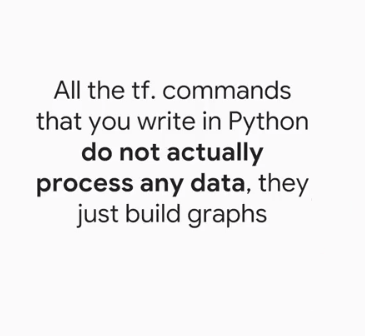 All the tf. commands
that you write in Python
do not actually
process any data, they
just build graphs